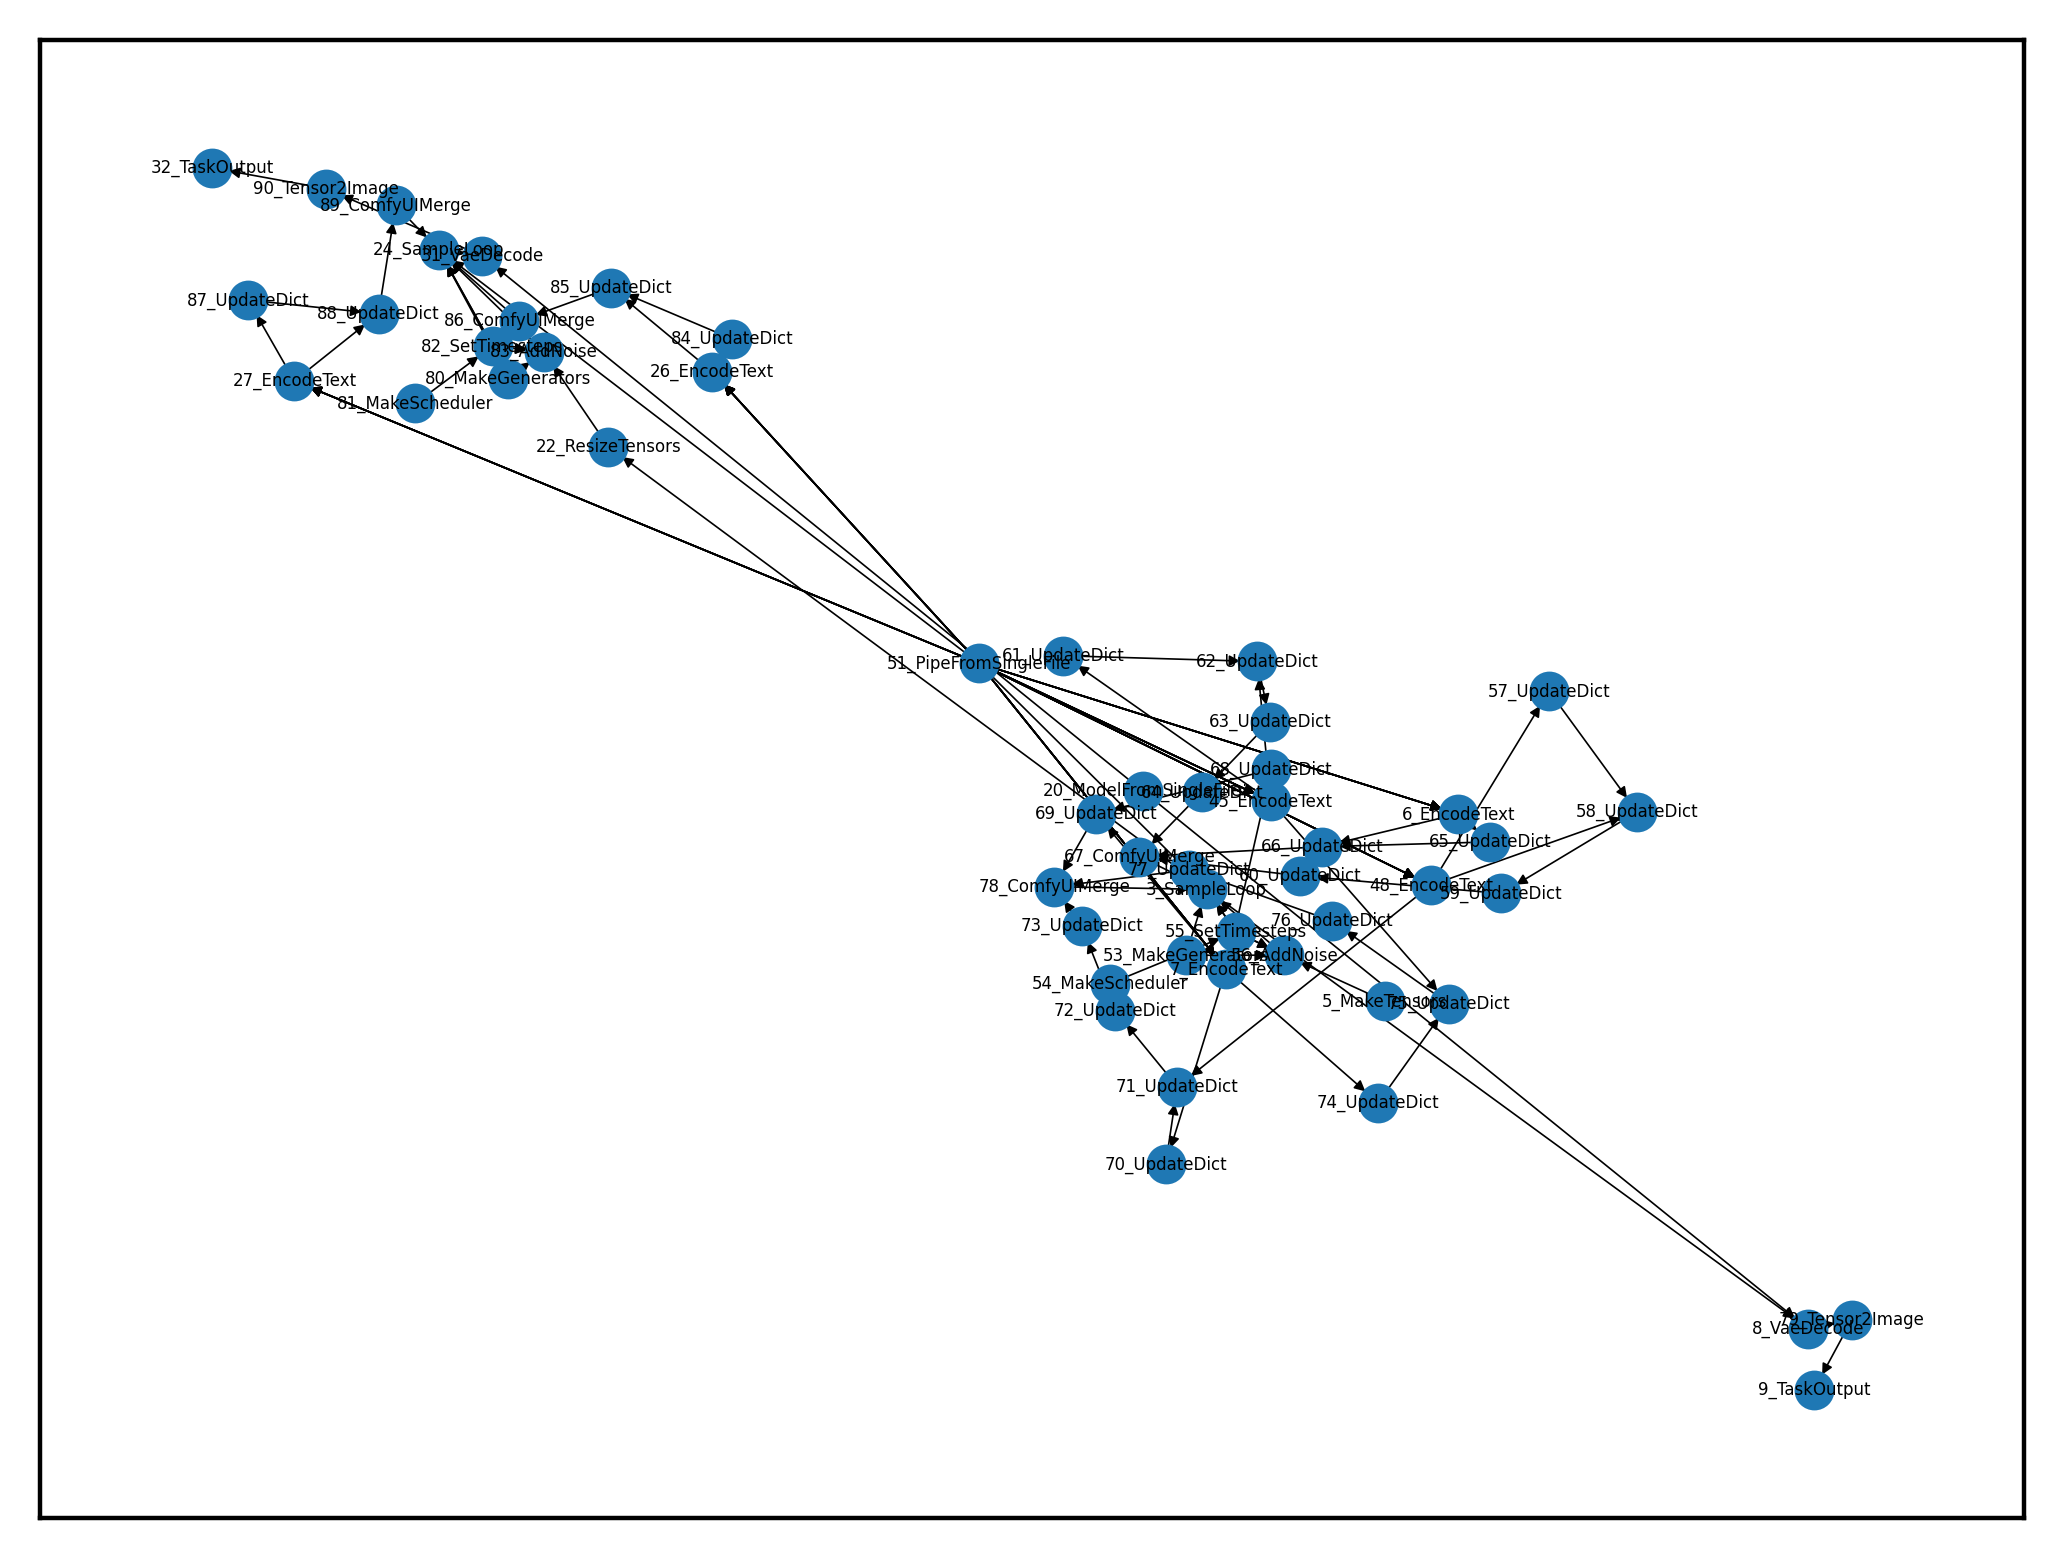 32_TaskOutput
90_Tensor2Image
89_ComfyUIMerge
24_SampleLoop
31_VaeDecode
85_UpdateDict
87_UpdateDict
88_UpdateDict
86_ComfyUIMerge
84_UpdateDict
82_SetTimesteps
83_AddNoise
26_EncodeText
27_EncodeText
80_MakeGenerators
81_MakeScheduler
22_ResizeTensors
51_PipeFromSingleFile
61_UpdateDict
62_UpdateDict
57_UpdateDict
63_UpdateDict
68_UpdateDict
20_ModelFromSingleFile
64_UpdateDict
45_EncodeText
69_UpdateDict
6_EncodeText
58_UpdateDict
65_UpdateDict
66_UpdateDict
67_ComfyUIMerge
77_UpdateDict
60_UpdateDict
78_ComfyUIMerge
3_SampleLoop
48_EncodeText
59_UpdateDict
73_UpdateDict
55_SetTimesteps
76_UpdateDict
53_MakeGenerators
56_AddNoise
7_EncodeText
54_MakeScheduler
5_MakeTensors
75_UpdateDict
72_UpdateDict
71_UpdateDict
74_UpdateDict
70_UpdateDict
79_Tensor2Image
8_VaeDecode
9_TaskOutput